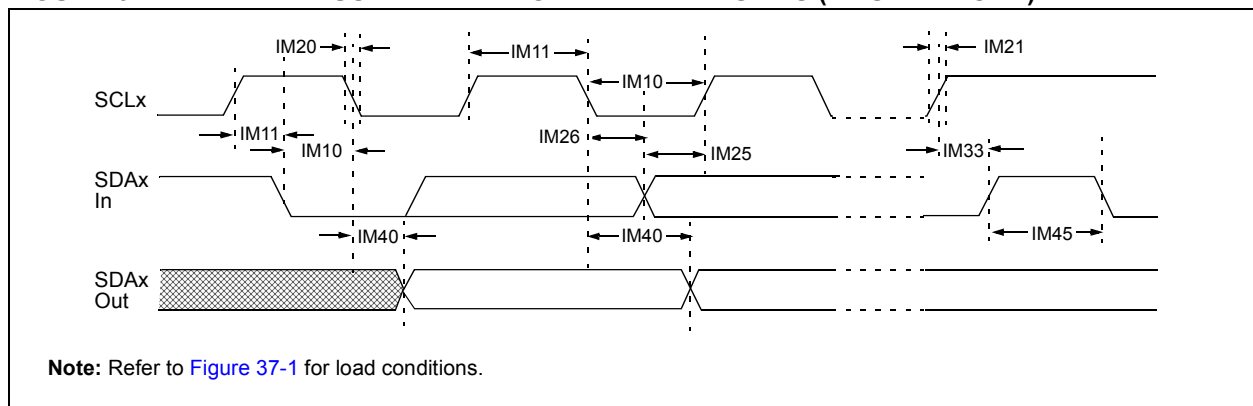 IM20
IM11
IM21
IM10
SCLx
IM11
IM26
IM10
IM25
IM33
SDAx
In
IM40
IM40
IM45
SDAx
Out
Note: Refer to Figure 37-1 for load conditions.